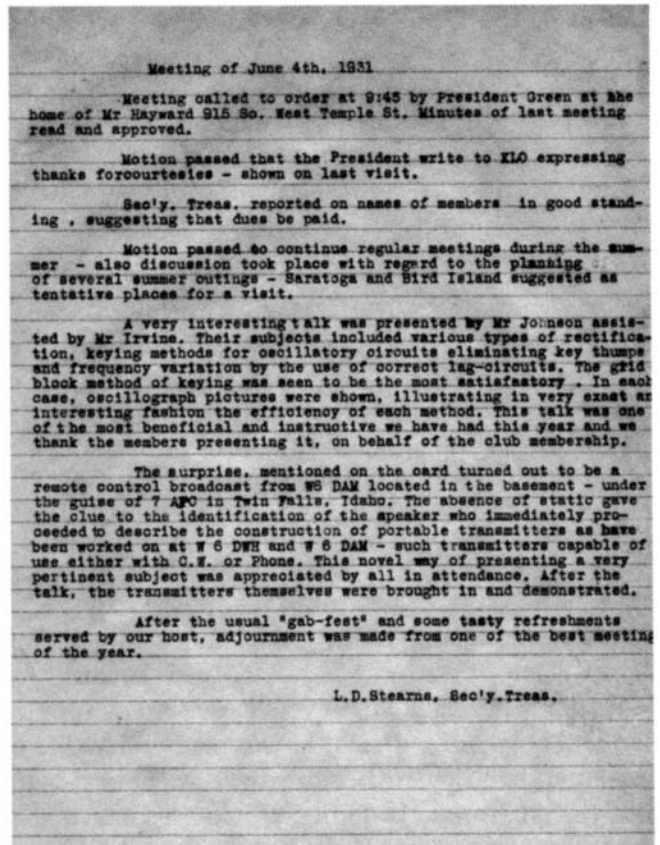 Meeting of June 4th, 1931
Meeting called to order at 9:45 by President Green at the
home of Mr Hayward 915 So. West Temple St. Minutes of last meeting
read and approved.
Motion passed that the President write to KLO expressing
thanks forcourtesies - shown on last visit.
Sec'y. Treas. reported on names of members in good stand-
ing , suggesting that dues be paid.
Motion passed to continue regular meetings during the sum-
mer - also discussion took place with regard to the planning
of several summer outings - Saratoga and Bird Island suggested as
tentative places for a visit.
A very interesting talk was presented by Mr Johnson assis-
ted by Mr Irvine. Their subjects included various types of rectifica-
tion, keying methods for oscillatory circuits eliminating key thumps
and frequency variation by the use of correct lag-circuits. The grid
block method of keying was seen to be the most satisfactory . In each
case, oscillograph pictures were shown, illustrating in very exact an
interesting fashion the efficiency of each method. This talk was one
of the most beneficial and instructive we have had this year and we
thank the members presenting it, on behalf of the club membership.
The surprise, mentioned on the card turned out to be a
remote control broadcast from W6 DAM located in the basement - under
the guise of 7 APC in Twin Falls, Idaho. The absence of static gave
the clue to the identification of the speaker who immediately pro-
ceeded to describe the construction of portable transmitters as have
been worked on at W 6 DWH and W 6 DAM - such transmitters capable of
use either with C.W. or Phone. This novel way of presenting a very
pertinent subject was appreciated by all in attendance. After the
talk, the transmitters themselves were brought in and demonstrated.
After the usual "gab-fest" and some tasty refreshments
served by our host, adjournment was made from one of the best meeting
of the year.
L.D.Stearns, Sec'y.Treas.